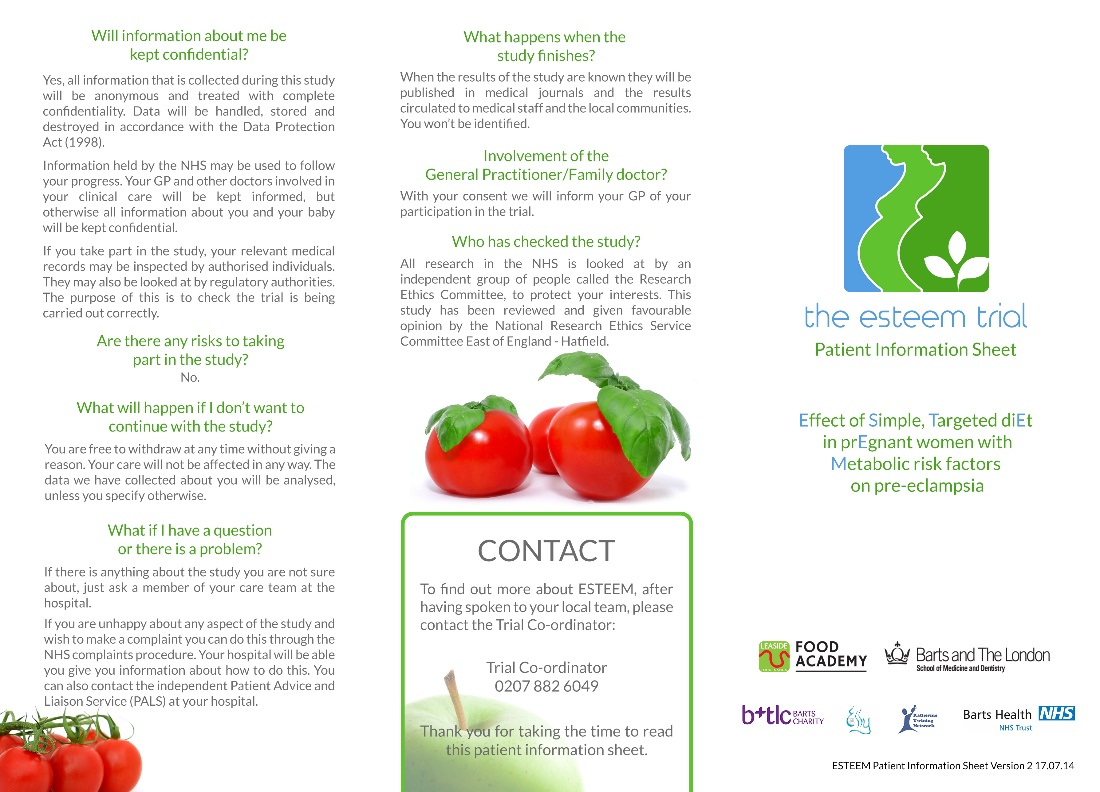 Will information about me be
kept confidential?
Yes, all information that is collected during this study
will be anonymous and treated with complete
confidentiality. Data will be handled, stored and
destroyed in accordance with the Data Protection
Act (1998).
Information held by the NHS may be used to follow
your progress. Your GP and other doctors involved in
your clinical care will be kept informed, but
otherwise all information about you and your baby
will be kept confidential.
If you take part in the study, your relevant medical
records may be inspected by authorised individuals.
They may also be looked at by regulatory authorities.
The purpose of this is to check the trial is being
carried out correctly.
Are there any risks to taking
part in the study?
No.
What will happen if I don't want to
continue with the study?
You are free to withdraw at any time without giving a
reason. Your care will not be affected in any way. The
data we have collected about you will be analysed,
unless you specify otherwise.
What if I have a question
or there is a problem?
If there is anything about the study you are not sure
about, just ask a member of your care team at the
hospital.
If you are unhappy about any aspect of the study and
wish to make a complaint you can do this through the
NHS complaints procedure. Your hospital will be able
you give you information about how to do this. You
can also contact the independent Patient Advice and
Liaison Service (PALS) at your hospital.
What happens when the
study finishes?
When the results of the study are known they will be
published in medical journals and the results
circulated to medical staff and the local communities.
You won't be identified.
Involvement of the
General Practitioner/Family doctor?
With your consent we will inform your GP of your
participation in the trial.
Who has checked the study?
All research in the NHS is looked at by an
independent group of people called the Research
Ethics Committee, to protect your interests. This
study has been reviewed and given favourable
opinion by the National Research Ethics Service
Committee East of England - Hatfield.
CONTACT
To find out more about ESTEEM, after
having spoken to your local team, please
contact the Trial Co-ordinator:
Trial Co-ordinator
0207 882 6049
Thank you for taking the time to read
this patient information sheet.
the esteem trial
Patient Information Sheet
Effect of Simple, Targeted diEt
in prEgnant women with
Metabolic risk factors
on pre-eclampsia
LEASIDE
FOOD
ACADEMY
Barts and The London
School of Medicine and Dentistry
b+tlc BARTS
CHARITY
Katherine
Twining
Network
Barts Health NHS
NHS Trust
ESTEEM Patient Information Sheet Version 2 17.07.14